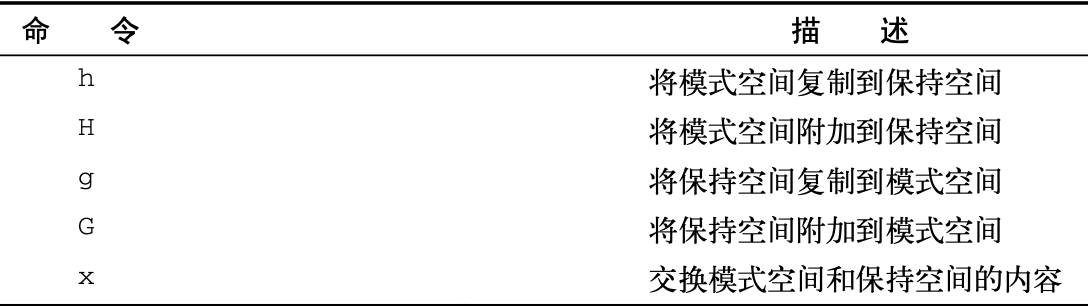 命 令 描 述
h 将模式空间复制到保持空间
H 将模式空间附加到保持空间
g 将保持空间复制到模式空间
G 将保持空间附加到模式空间
x 交换模式空间和保持空间的内容